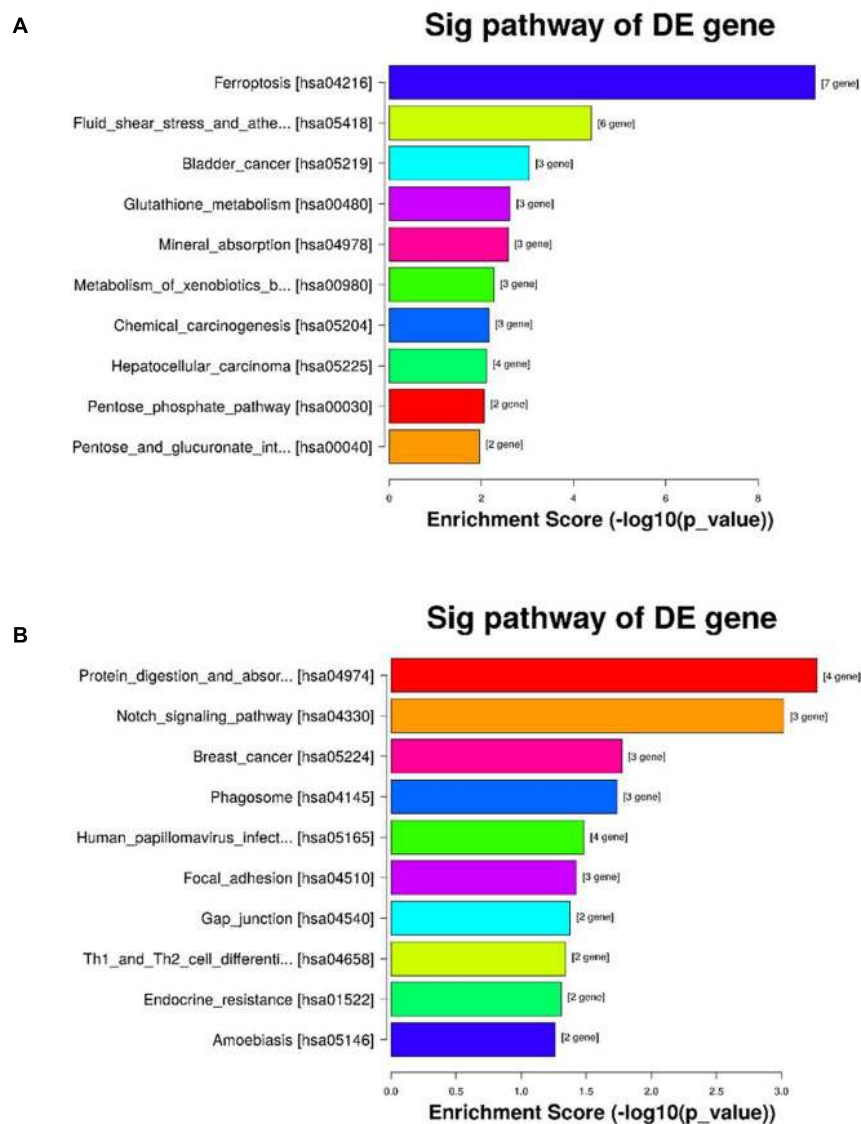 A
Sig pathway of DE gene
Ferroptosis [hsa04216]
[7 gene]
Fluid_shear_stress_and_athe... [hsa05418]
[6 gene]
Bladder_cancer [hsa05219]
[3 gene]
Glutathione_metabolism [hsa00480]
[3 gene]
Mineral_absorption [hsa04978]
[3 gene]
Metabolism_of_xenobiotics_b... [hsa00980]
[3 gene]
Chemical_carcinogenesis [hsa05204]
[3 gene]
Hepatocellular_carcinoma [hsa05225]
[4 gene]
Pentose_phosphate_pathway [hsa00030]
[2 gene]
Pentose_and_glucuronate_int... [hsa00040]
[2 gene]
0 2 4 6 8
Enrichment Score (-log10(p_value))
B
Sig pathway of DE gene
Protein_digestion_and_absor... [hsa04974]
[4 gene]
Notch_signaling_pathway [hsa04330]
[3 gene]
Breast_cancer [hsa05224]
[3 gene]
Phagosome [hsa04145]
[3 gene]
Human_papillomavirus_infect... [hsa05165]
[4 gene]
Focal_adhesion [hsa04510]
[3 gene]
Gap_junction [hsa04540]
[2 gene]
Th1_and_Th2_cell_differenti... [hsa04658]
[2 gene]
Endocrine_resistance [hsa01522]
[2 gene]
Amoebiasis [hsa05146]
[2 gene]
0.0 0.5 1.0 1.5 2.0 2.5 3.0
Enrichment Score (-log10(p_value))